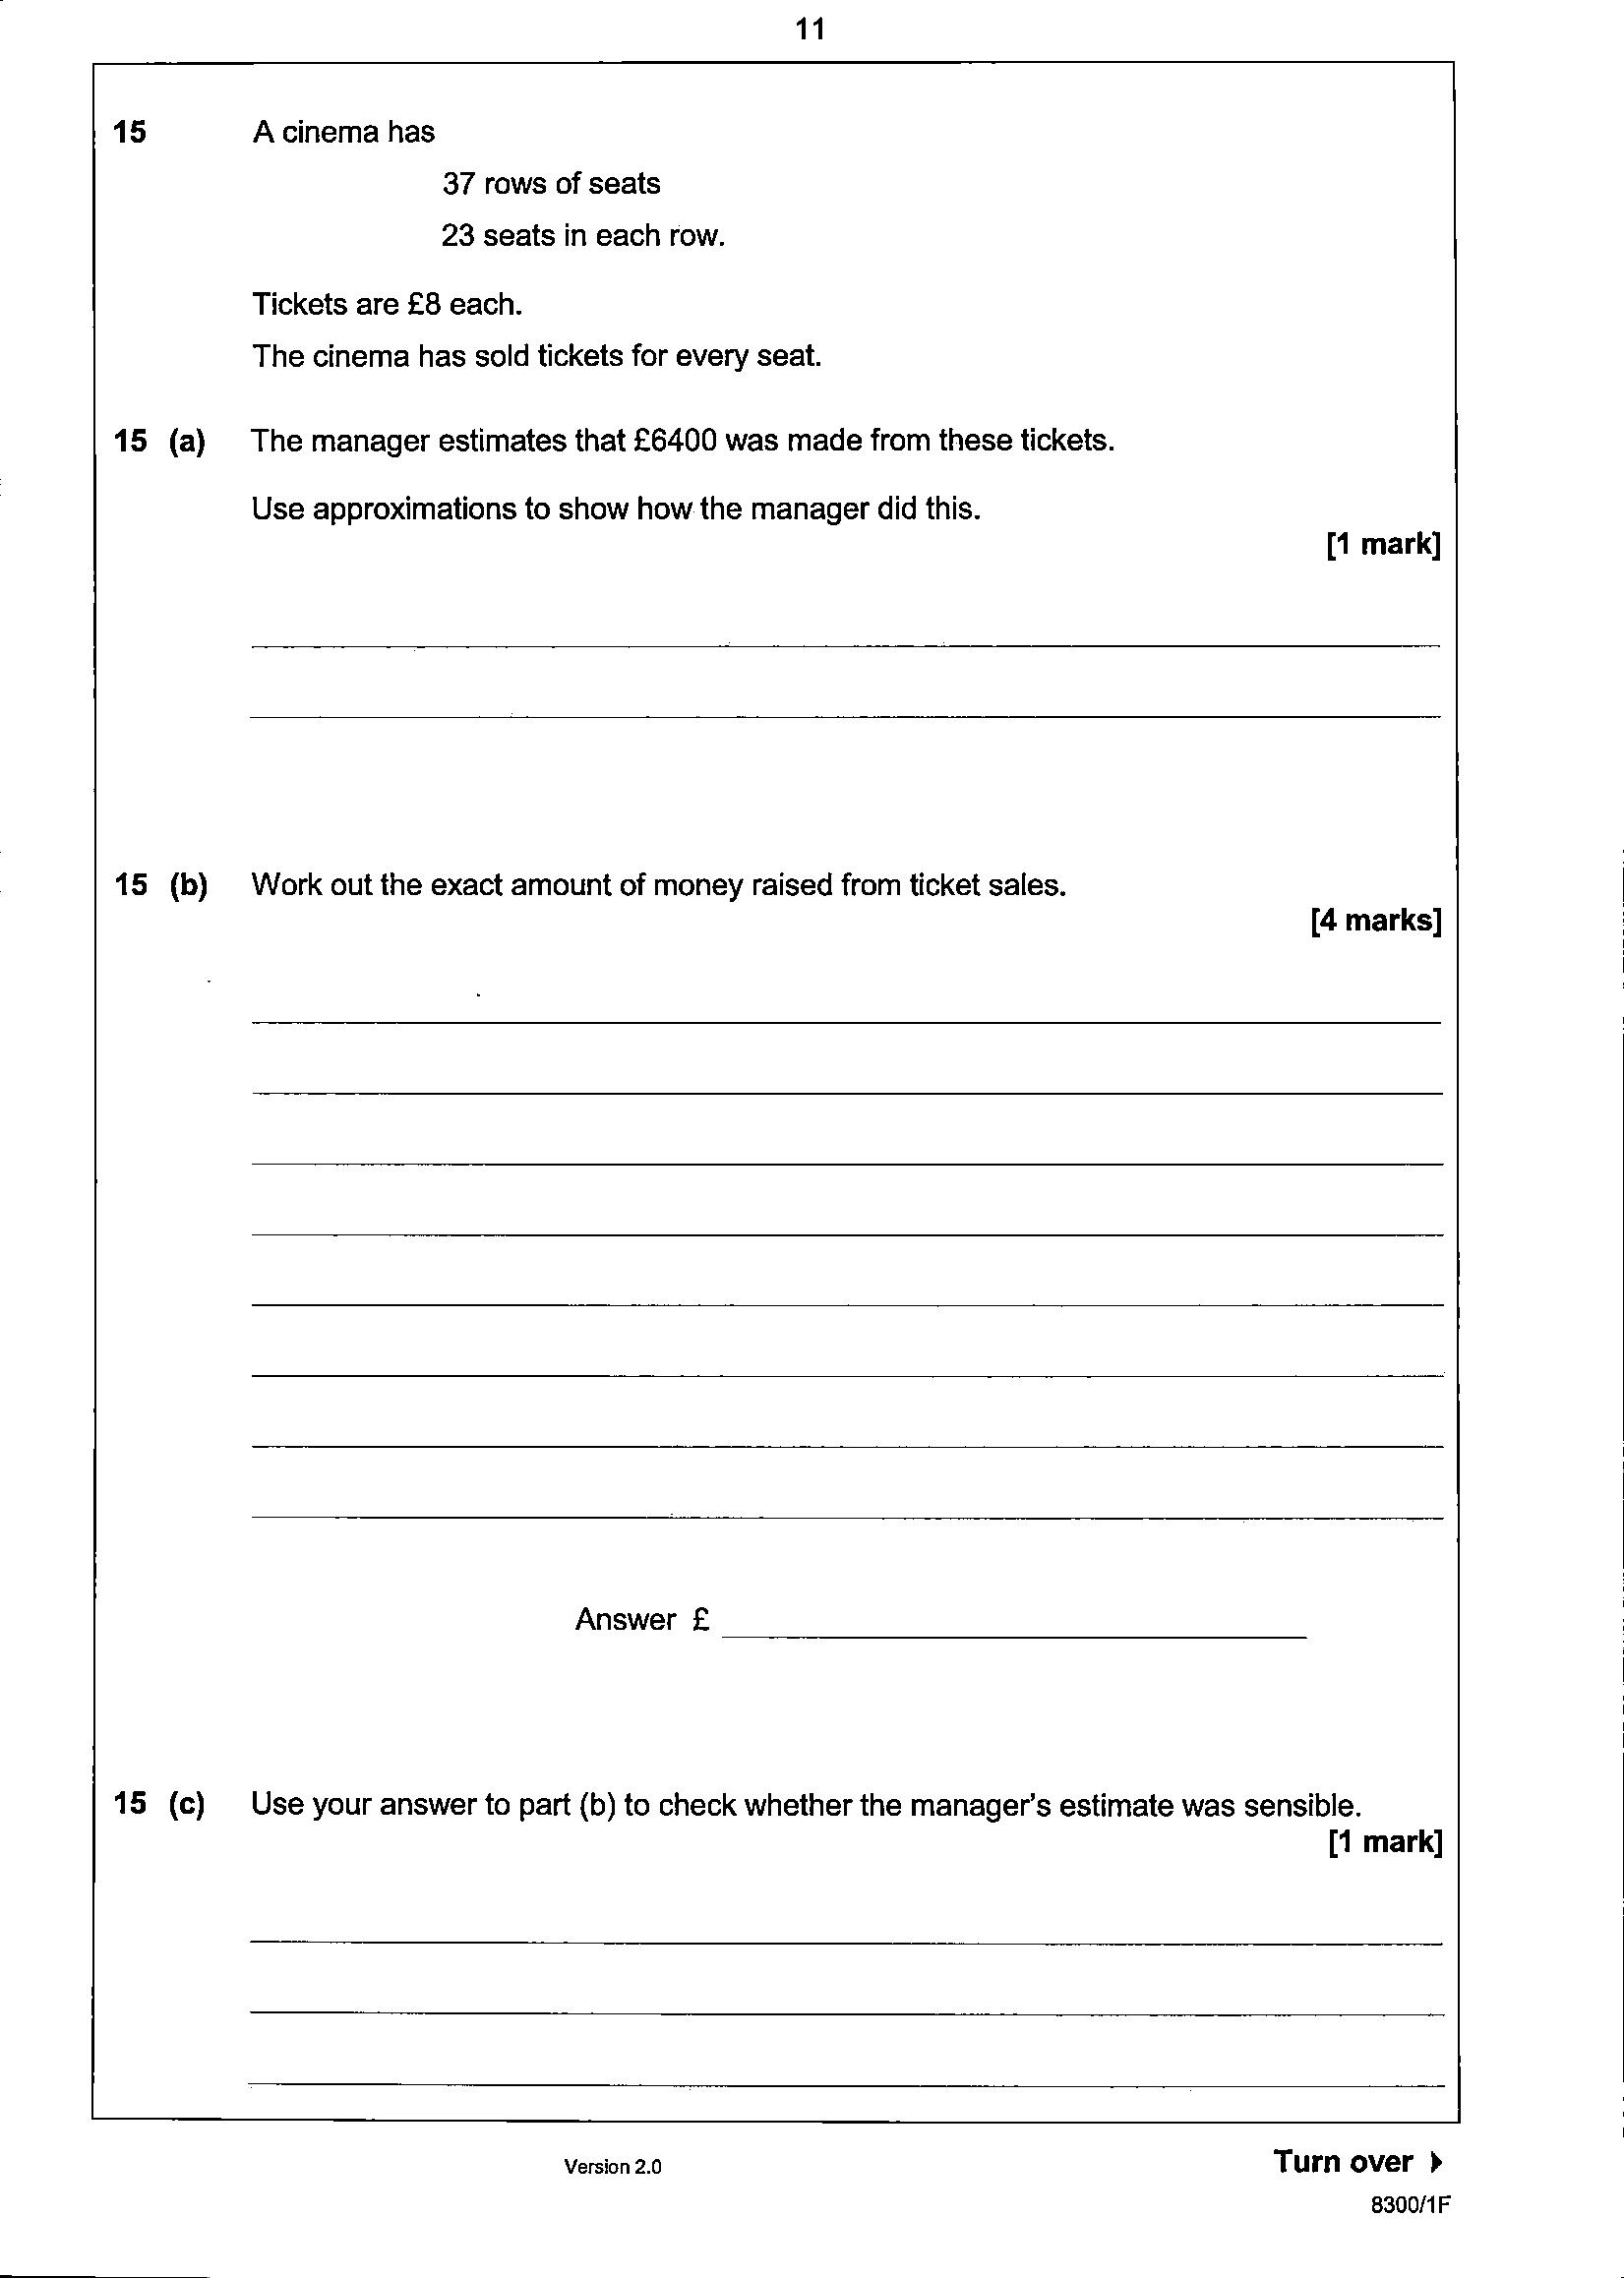 11
15 A cinema has
37 rows of seats
23 seats in each row.
Tickets are £8 each.
The cinema has sold tickets for every seat.
15 (a) The manager estimates that £6400 was made from these tickets.
Use approximations to show how the manager did this.
[1 mark]
15 (b) Work out the exact amount of money raised from ticket sales.
[4 marks]
Answer £
15 (c) Use your answer to part (b) to check whether the manager's estimate was sensible.
[1 mark]
Version 2.0
Turn over
8300/1F